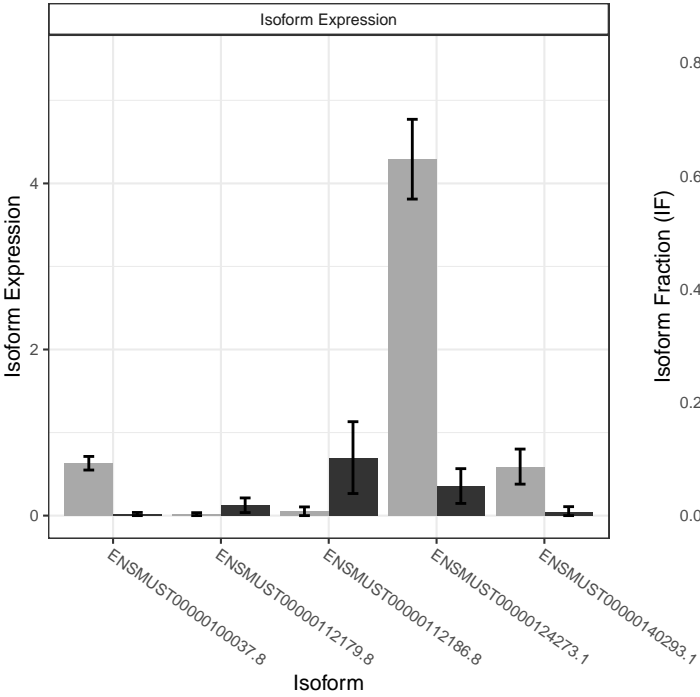 Isoform Expression
Isoform Expression
4
2
0
ENSMUST00000100037.8
ENSMUST00000112179.8
ENSMUST00000112186.8
ENSMUST00000124273.1
ENSMUST00000140293.1
Isoform
Isoform Fraction (IF)
0.8
0.6
0.4
0.2
0.0